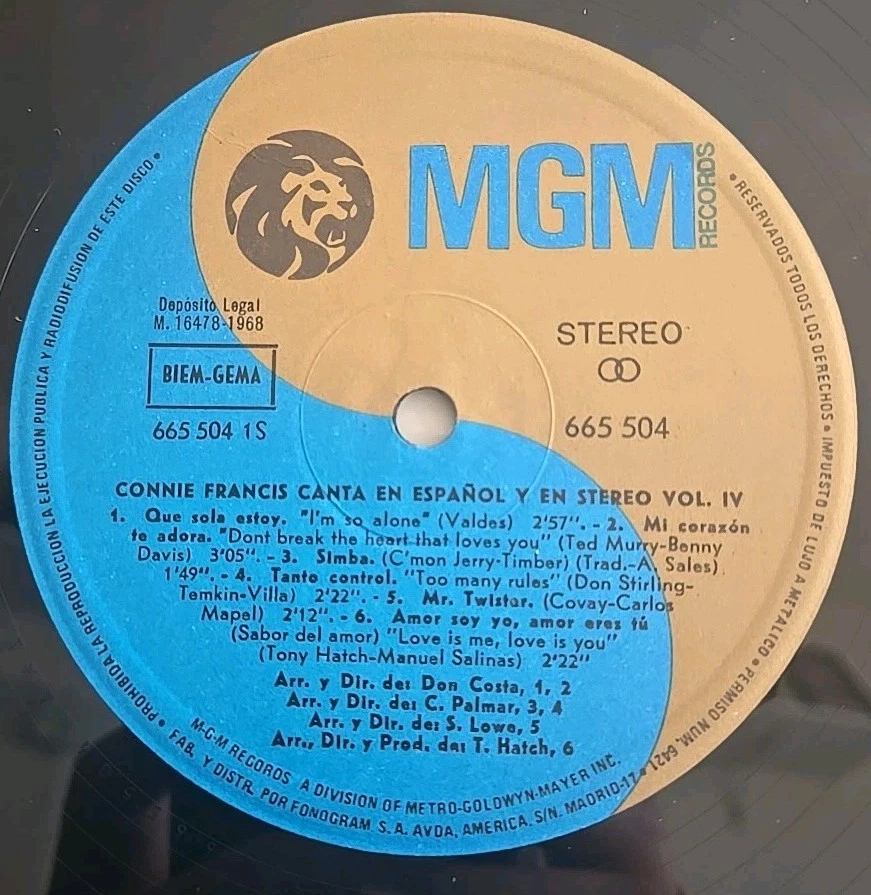 MGM
RECORDS
Depósito Legal
M. 16478-1968
BIEM-GEMA
665 504 1S
STEREO
665 504
CONNIE FRANCIS CANTA EN ESPAÑOL Y EN STEREO VOL. IV
1. Que sola estoy. "I'm so alone" (Valdes) 2'57". - 2. Mi corazón
te adora. "Dont break the heart that loves you" (Ted Murry-Benny
Davis) 3'05". - 3. Simba. (C'mon Jerry-Timber) (Trad.-A. Sales)
1'49". - 4. Tanto control. "Too many rules" (Don Stirling-
Temkin-Villa) 2'22". - 5. Mr. Twister. (Covay-Carlos
Mapel) 2'12". - 6. Amor soy yo, amor eres tú
(Sabor del amor) "Love is me, love is you"
(Tony Hatch-Manuel Salinas) 2'22"
Arr. y Dir. de: Don Costa, 1, 2
Arr. y Dir. de: C. Palmar, 3, 4
Arr. y Dir. de: S. Lowe, 5
Arr., Dir. y Prod. de: T. Hatch, 6
M-G-M RECORDS A DIVISION OF METRO-GOLDWYN-MAYER INC.
FAB. Y DISTR. POR FONOGRAM S. A. AVDA, AMERICA. S/N. MADRID-17 •
• PROHIBIDA LA REPRODUCCION LA EJECUCION PUBLICA Y RADIODIFUSION DE ESTE DISCO •
• RESERVADOS TODOS LOS DERECHOS • IMPUESTO DE LUJO A METALICO • PERMISO NUM. 6421 •